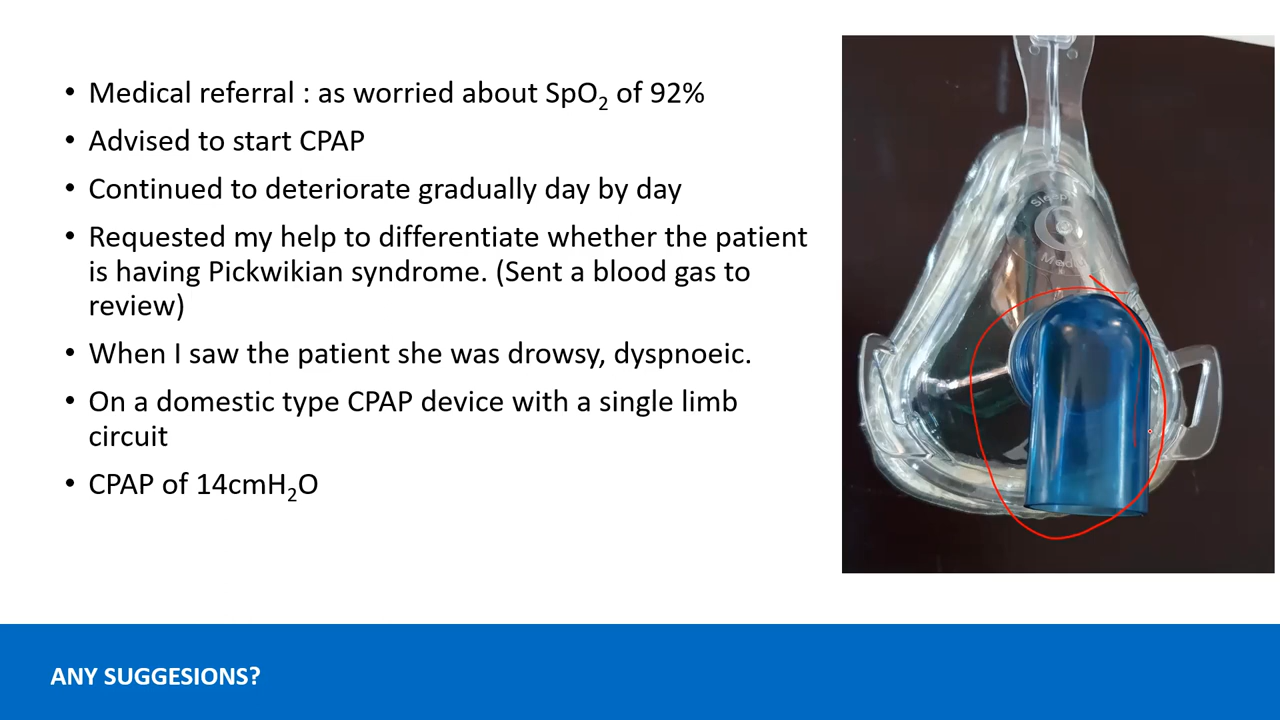 • Medical referral : as worried about SpO₂ of 92%
• Advised to start CPAP
• Continued to deteriorate gradually day by day
• Requested my help to differentiate whether the patient
is having Pickwikian syndrome. (Sent a blood gas to
review)
• When I saw the patient she was drowsy, dyspnoeic.
• On a domestic type CPAP device with a single limb
circuit
• CPAP of 14cmH₂O
ANY SUGGESIONS?